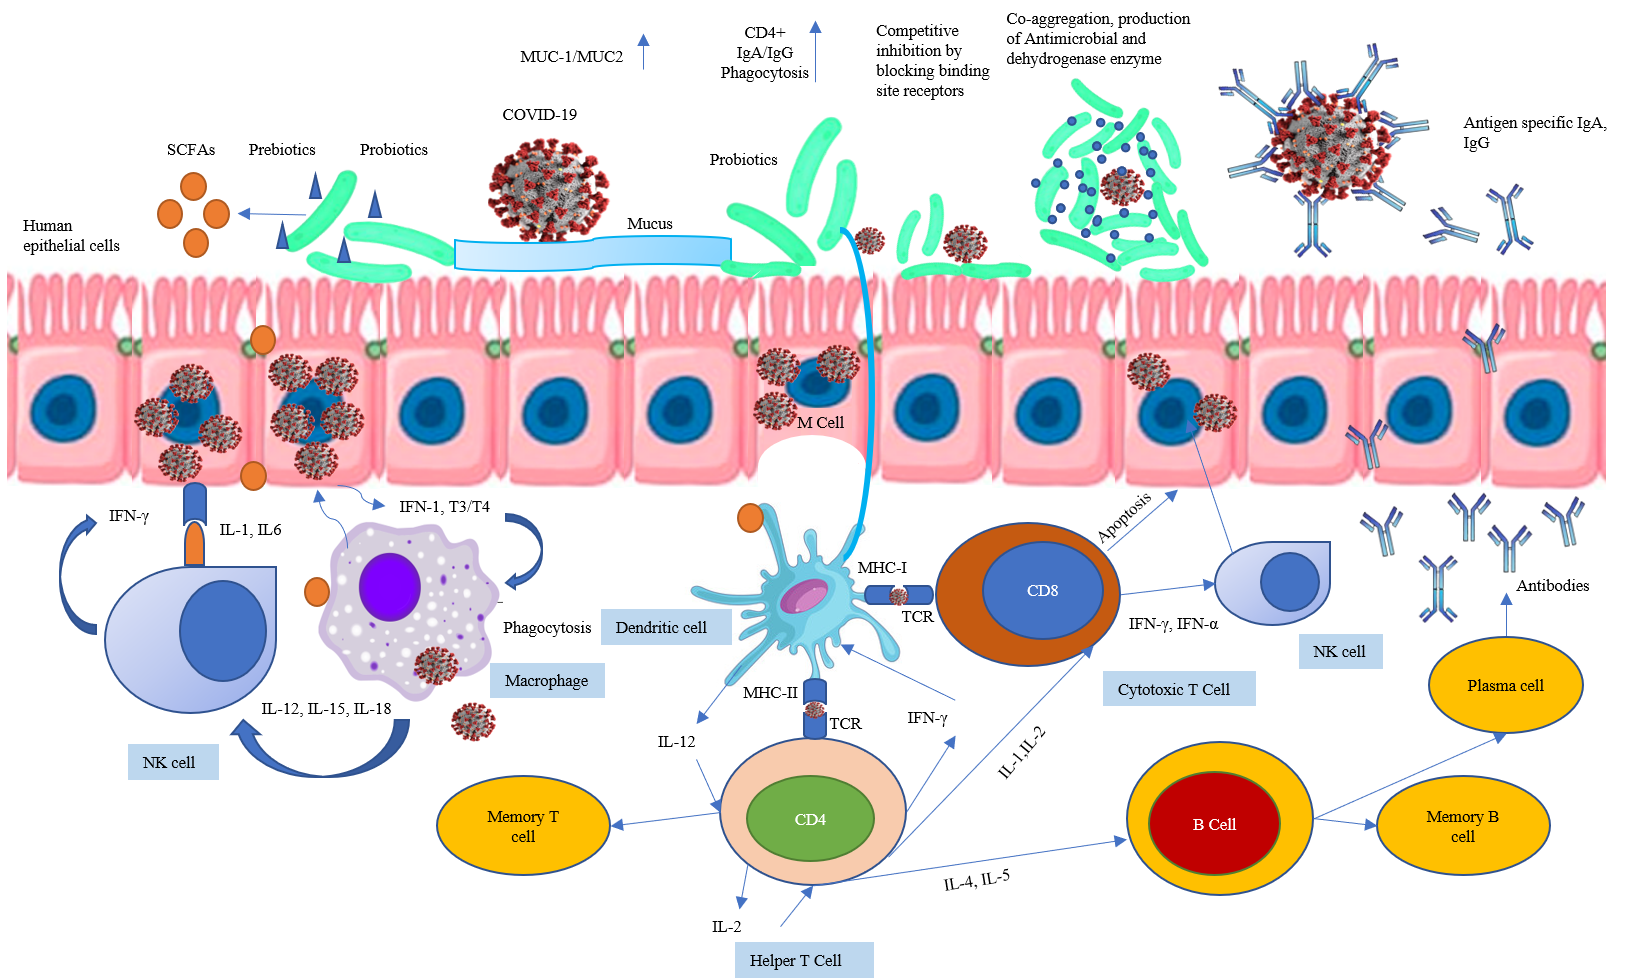 MUC-1/MUC2
CD4+
IgA/IgG
Phagocytosis
Competitive
inhibition by
blocking binding
site receptors
Co-aggregation, production
of Antimicrobial and
dehydrogenase enzyme
COVID-19
Antigen specific IgA,
IgG
SCFAs
Prebiotics
Probiotics
Probiotics
Human
epithelial cells
Mucus
M Cell
IFN-γ
IL-1, IL6
IFN-1, T3/T4
Apoptosis
MHC-I
TCR
CD8
Antibodies
Phagocytosis
Dendritic cell
IFN-γ, IFN-α
NK cell
Macrophage
MHC-II
TCR
Cytotoxic T Cell
Plasma cell
IL-12, IL-15, IL-18
IFN-γ
IL-12
IL-1,IL-2
NK cell
Memory T
cell
CD4
B Cell
Memory B
cell
IL-4, IL-5
IL-2
Helper T Cell